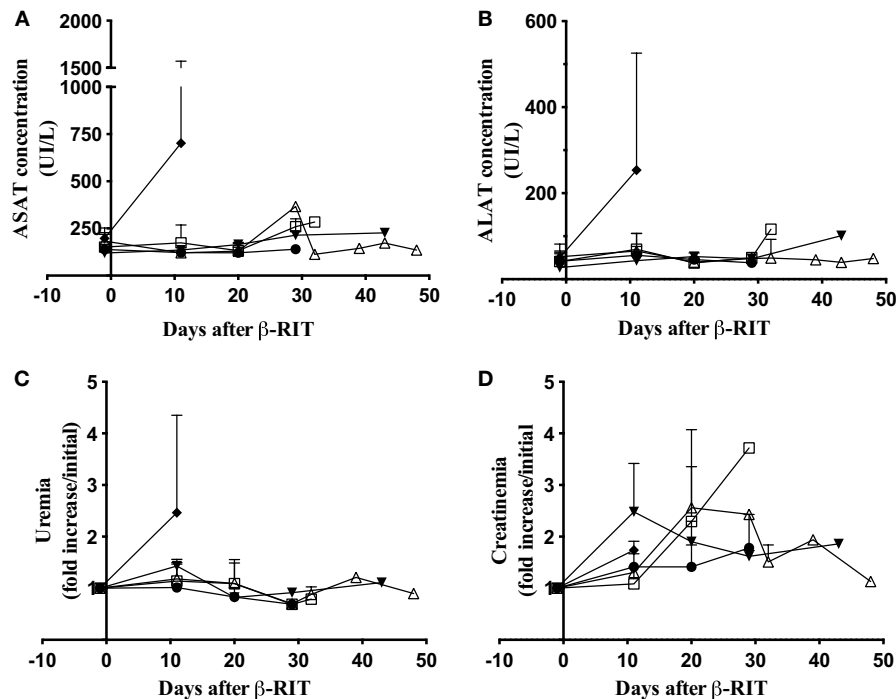 A
2000
1500
1000
750
500
250
ASAT concentration
(UI/L)
-10 0 10 20 30 40 50
Days after β-RIT
B
600
400
200
ALAT concentration
(UI/L)
-10 0 10 20 30 40 50
Days after β-RIT
C
5
4
3
2
1
Uremia
(fold increase/initial)
-10 0 10 20 30 40 50
Days after β-RIT
D
5
4
3
2
1
Creatinemia
(fold increase/initial
-10 0 10 20 30 40 50
Days after β-RIT